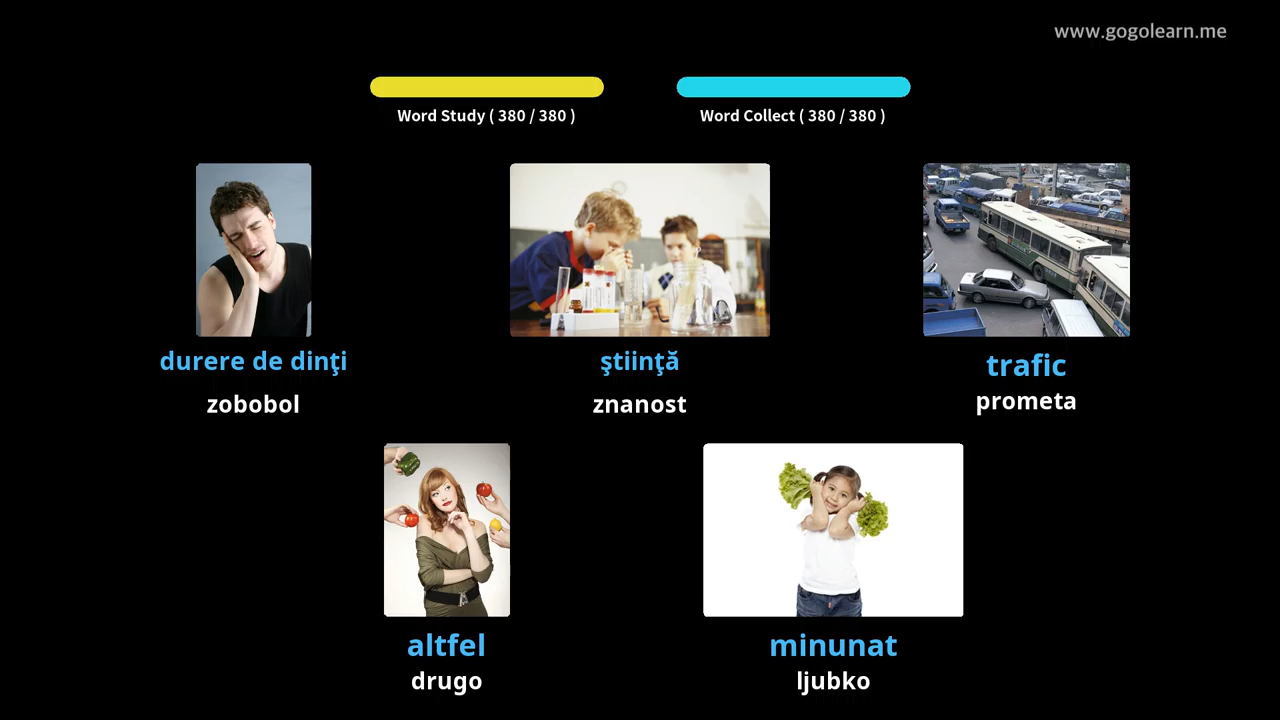 www.gogolearn.me
Word Study ( 380 / 380 )
Word Collect ( 380 / 380 )
durere de dinţi
zobobol
ştiinţă
znanost
trafic
prometa
altfel
drugo
minunat
ljubko